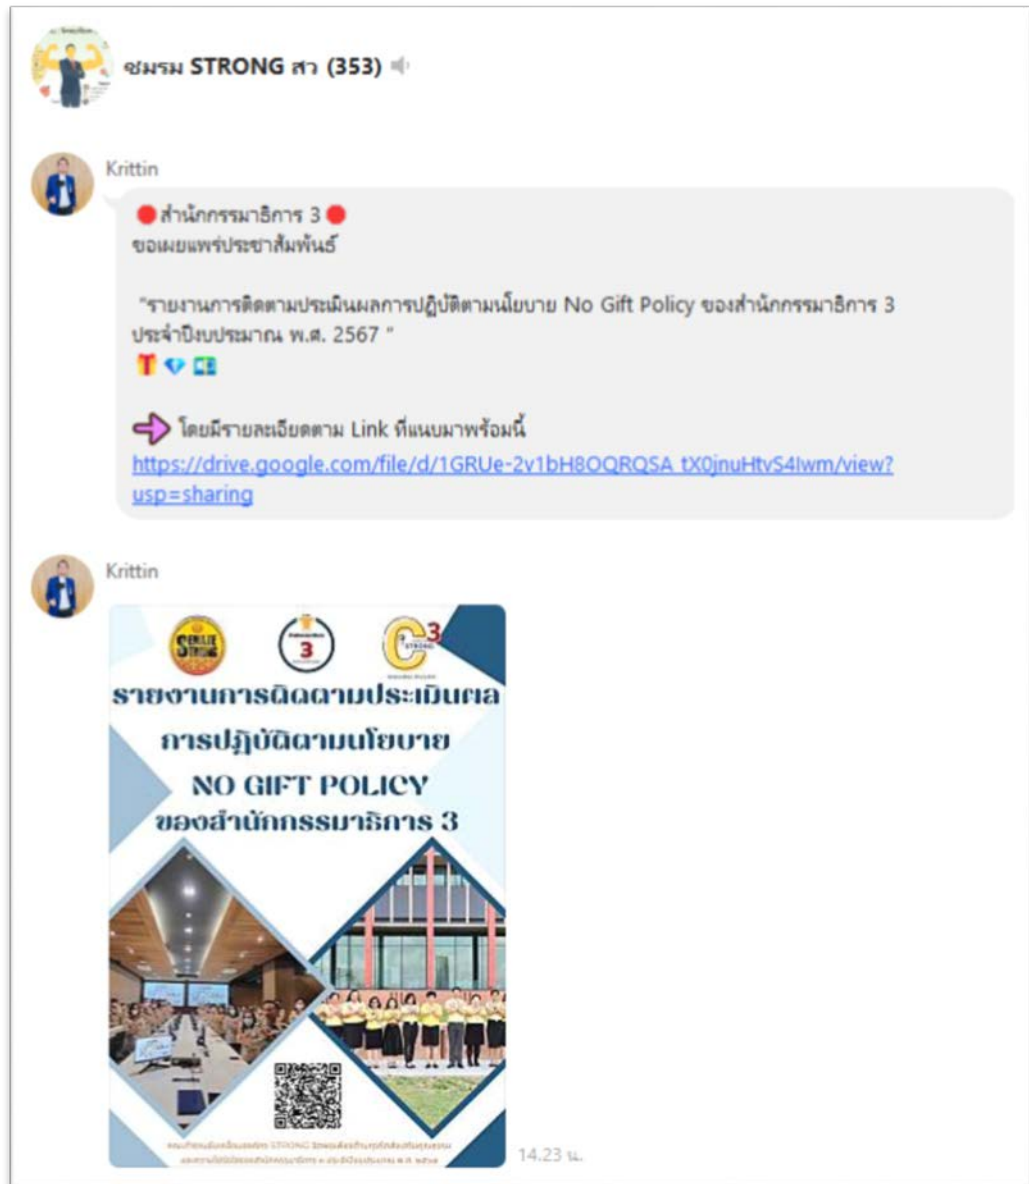 ชมรม STRONG สว (353)
Krittin
🔴สำนักกรรมาธิการ 3🔴
ขอเผยแพร่ประชาสัมพันธ์
“รายงานการติดตามประเมินผลการปฏิบัติตามนโยบาย No Gift Policy ของสำนักกรรมาธิการ 3
ประจำปีงบประมาณ พ.ศ. 2567 “
โดยมีรายละเอียดตาม Link ที่แนบมาพร้อมนี้
https://drive.google.com/file/d/1GRUe-2v1bH8OQRQSA_tX0jnuHtvS4Iwm/view?
usp=sharing
Krittin
SENATE
STRONG
3
C3
STRONG
รายงานการติดตามประเมินผล
การปฏิบัติตามนโยบาย
NO GIFT POLICY
ของสำนักกรรมาธิการ 3
14.23 น.